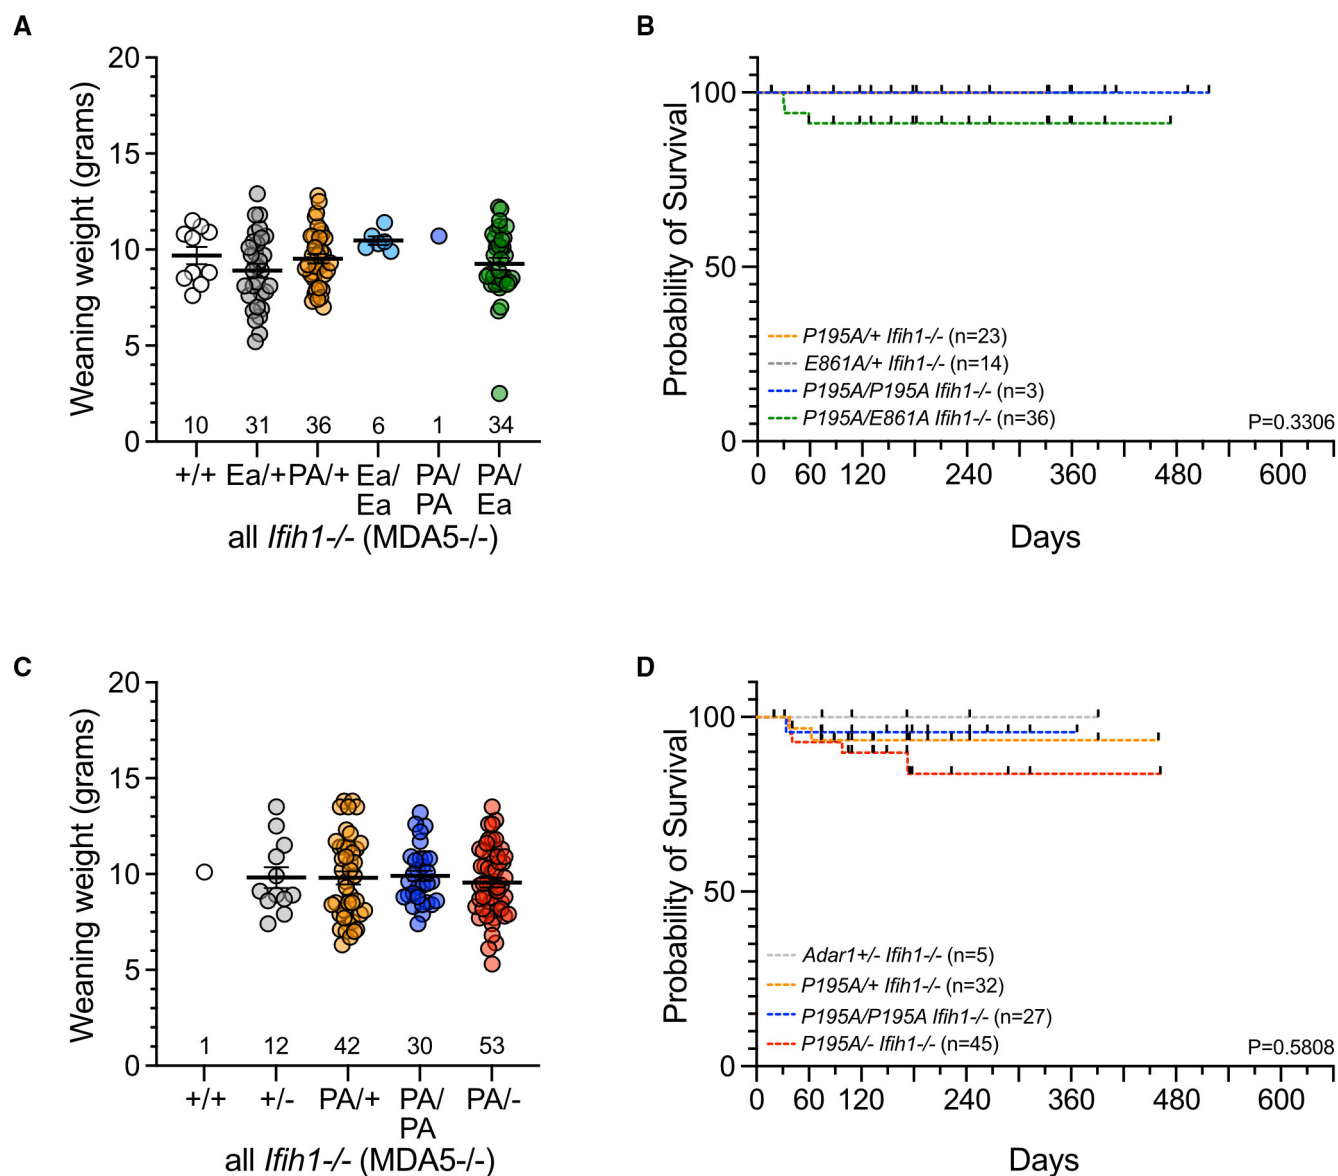 A
Weaning weight (grams)
20
15
10
5
0
10 31 36 6 1 34
+/+ Ea/+ PA/+ Ea/ PA/ PA/
Ea PA Ea
all Ifih1-/- (MDA5-/-)
B
Probability of Survival
100
50
0
P195A/+ Ifih1-/- (n=23)
E861A/+ Ifih1-/- (n=14)
P195A/P195A Ifih1-/- (n=3)
P195A/E861A Ifih1-/- (n=36)
P=0.3306
0 60 120 240 360 480 600
Days
C
Weaning weight (grams)
20
15
10
5
0
1 12 42 30 53
+/+ +/- PA/+ PA/ PA/-
PA
all Ifih1-/- (MDA5-/-)
D
Probability of Survival
100
50
0
Adar1+/- Ifih1-/- (n=5)
P195A/+ Ifih1-/- (n=32)
P195A/P195A Ifih1-/- (n=27)
P195A/- Ifih1-/- (n=45)
P=0.5808
0 60 120 240 360 480 600
Days